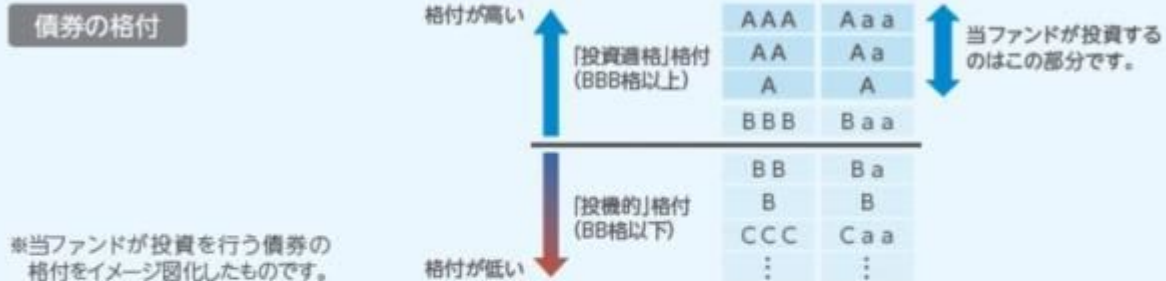 債券の格付
格付が高い
「投資適格」格付
(BBB格以上)
AAA Aaa
AA Aa
A A
BBB Baa
当ファンドが投資する
のはこの部分です。
「投機的」格付
(BB格以下)
BB Ba
B B
CCC Caa
⋮ ⋮
格付が低い
※当ファンドが投資を行う債券の
格付をイメージ図化したものです。